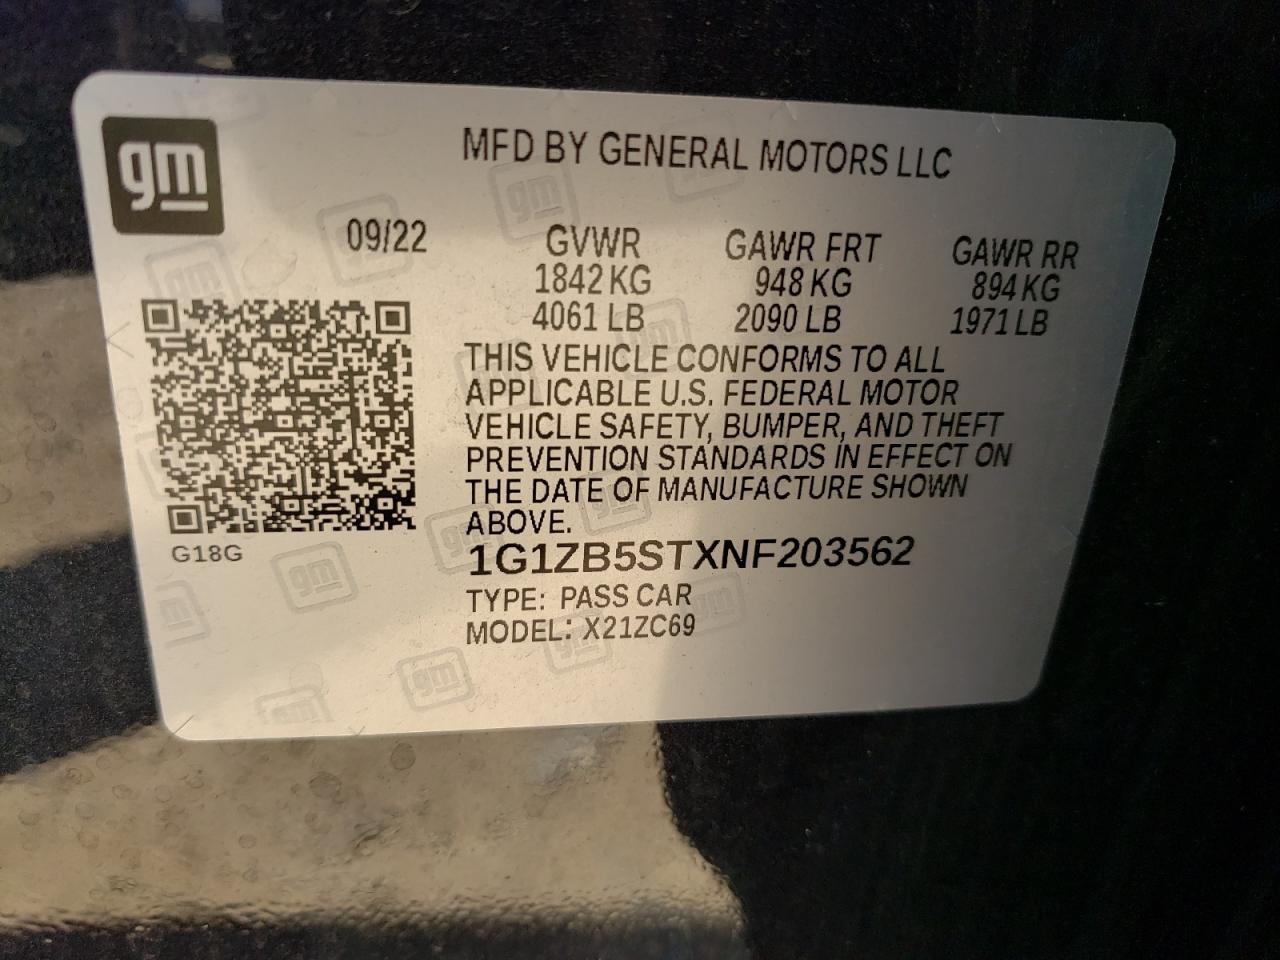 gm
MFD BY GENERAL MOTORS LLC
09/22
GVWR GAWR FRT GAWR RR
1842 KG 948 KG 894 KG
4061 LB 2090 LB 1971 LB
THIS VEHICLE CONFORMS TO ALL
APPLICABLE U.S. FEDERAL MOTOR
VEHICLE SAFETY, BUMPER, AND THEFT
PREVENTION STANDARDS IN EFFECT ON
THE DATE OF MANUFACTURE SHOWN
ABOVE.
G18G
1G1ZB5STXNF203562
TYPE: PASS CAR
MODEL: X21ZC69